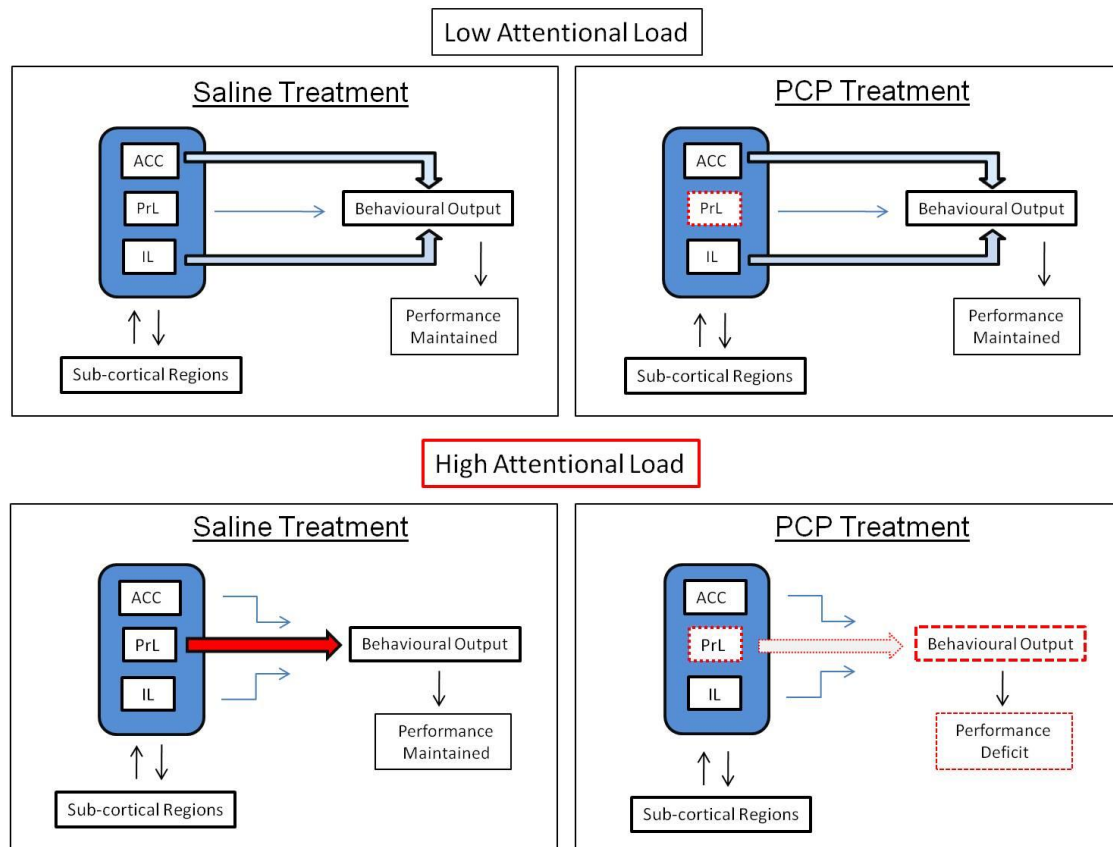 Low Attentional Load
Saline Treatment
ACC
PrL
IL
Behavioural Output
Performance
Maintained
Sub-cortical Regions
PCP Treatment
ACC
PrL
IL
Behavioural Output
Performance
Maintained
Sub-cortical Regions
High Attentional Load
Saline Treatment
ACC
PrL
IL
Behavioural Output
Performance
Maintained
Sub-cortical Regions
PCP Treatment
ACC
PrL
IL
Behavioural Output
Performance
Deficit
Sub-cortical Regions